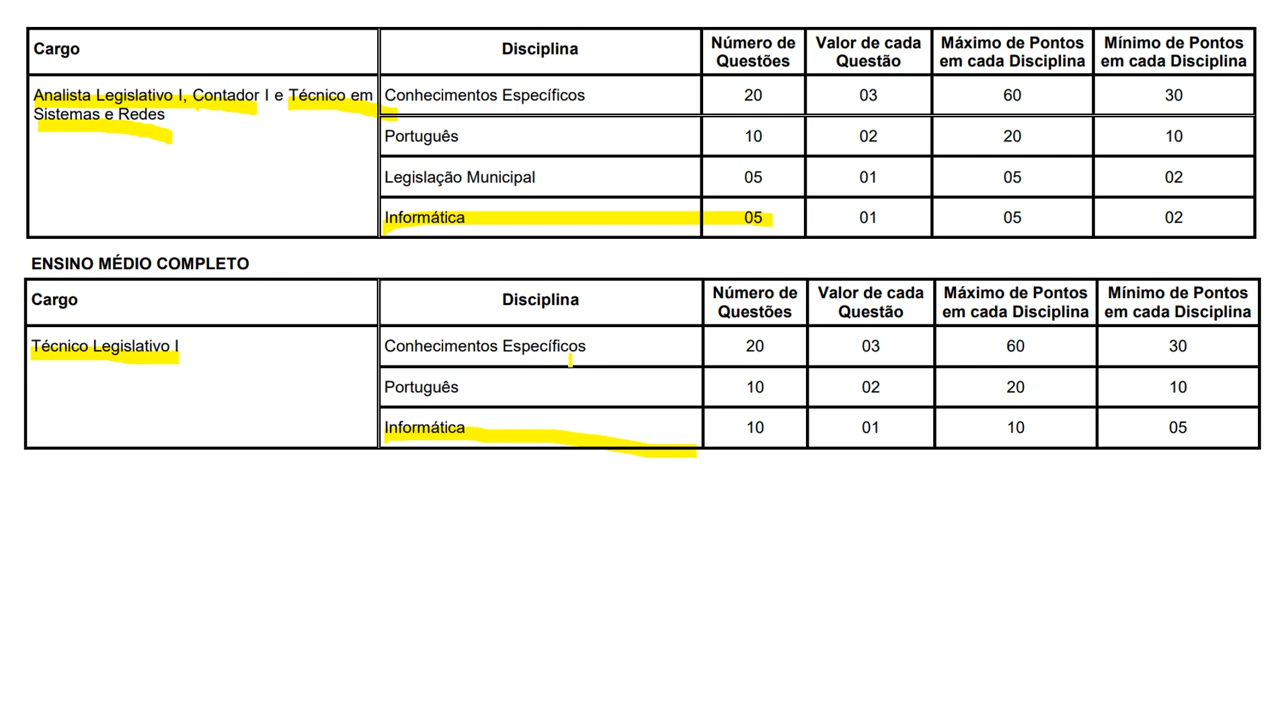 Cargo Disciplina Número de Questões Valor de cada Questão Máximo de Pontos em cada Disciplina Mínimo de Pontos em cada Disciplina
Analista Legislativo I, Contador I e Técnico em Sistemas e Redes Conhecimentos Específicos 20 03 60 30
Português 10 02 20 10
Legislação Municipal 05 01 05 02
Informática 05 01 05 02
ENSINO MÉDIO COMPLETO
Cargo Disciplina Número de Questões Valor de cada Questão Máximo de Pontos em cada Disciplina Mínimo de Pontos em cada Disciplina
Técnico Legislativo I Conhecimentos Específicos 20 03 60 30
Português 10 02 20 10
Informática 10 01 10 05